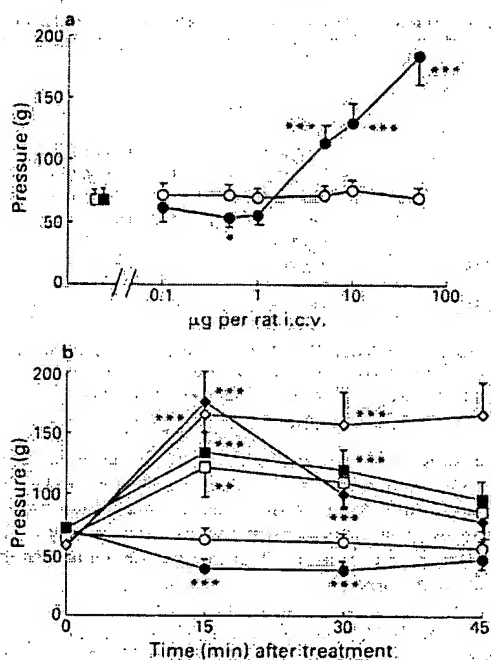 a
200
150
100
50
0
Pressure (g)
***
***
***
*
0.1 1 10 100
µg per rat i.c.v.
b
200
150
100
50
0
Pressure (g)
*** *** ***
***
***
**
***
*** ***
0 15 30 45
Time (min) after treatment